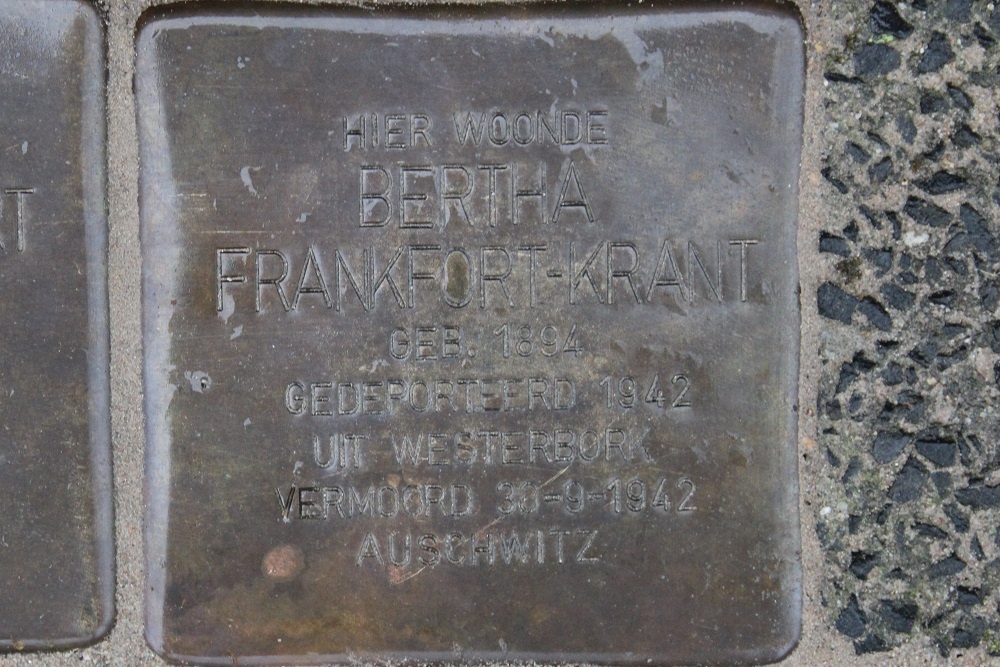 HIER WOONDE
BERTHA
FRANKFORT-KRANT
GEB. 1894
GEDEPORTEERD 1942
UIT WESTERBORK
VERMOORD 30-9-1942
AUSCHWITZ